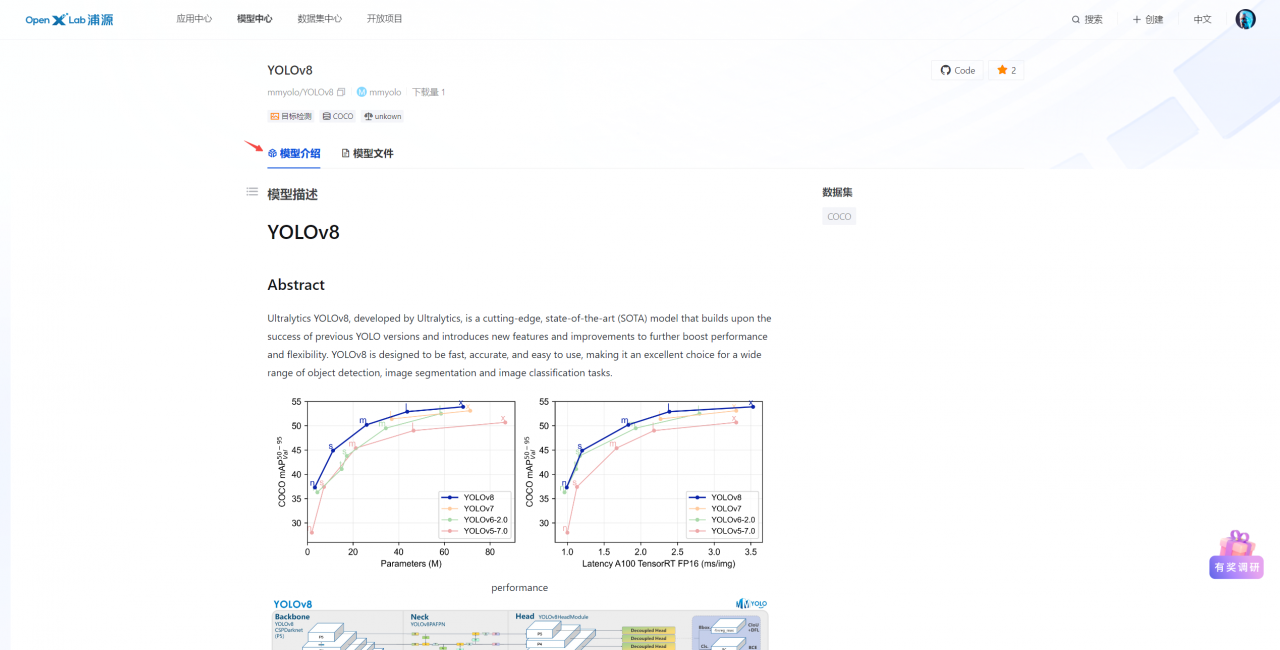 OpenXLab 浦源
应用中心
模型中心
数据集中心
开放项目
搜索
创建
中文
YOLOv8
Code
2
mmyolo/YOLOv8
mmyolo
下载量 1
目标检测
COCO
unkown
模型介绍
模型文件
模型描述
数据集
COCO
YOLOv8
Abstract
Ultralytics YOLOv8, developed by Ultralytics, is a cutting-edge, state-of-the-art (SOTA) model that builds upon the
success of previous YOLO versions and introduces new features and improvements to further boost performance
and flexibility. YOLOv8 is designed to be fast, accurate, and easy to use, making it an excellent choice for a wide
range of object detection, image segmentation and image classification tasks.
COCO mAP 50−95 val
55
50
45
40
35
30
n
s
m
l
x
YOLOv8
YOLOv7
YOLOv6-2.0
YOLOv5-7.0
0 20 40 60 80
Parameters (M)
COCO mAP 50−95 val
55
50
45
40
35
30
n
s
m
l
x
YOLOv8
YOLOv7
YOLOv6-2.0
YOLOv5-7.0
1.0 1.5 2.0 2.5 3.0 3.5
Latency A100 TensorRT FP16 (ms/img)
performance
有奖调研
YOLOv8
MMYOLO
Backbone
YOLOv8
CSPDarknet
(P5)
Neck
YOLOv8PAFPN
Head YOLOv8HeadModule
P5
P5
P4
Decoupled Head
Decoupled Head
Decoupled Head